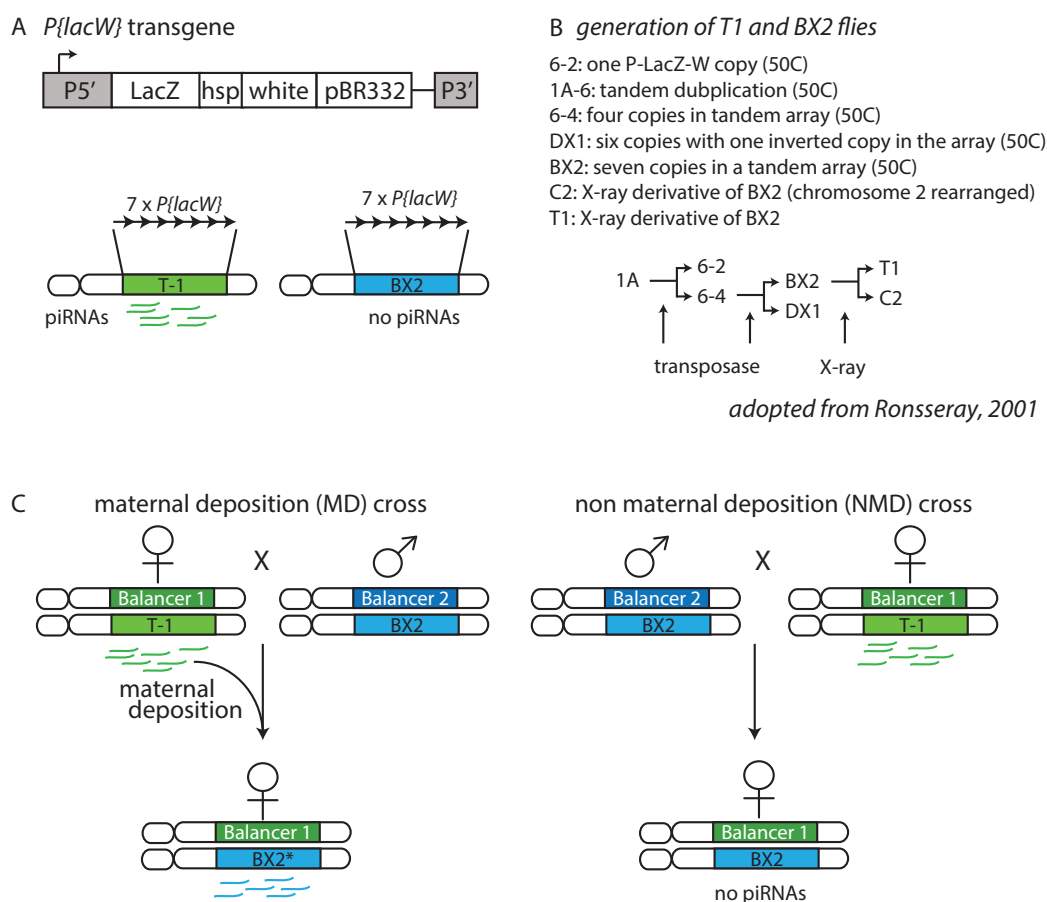 A P{lacW} transgene
P5' LacZ hsp white pBR332 P3'
7 x P{lacW}
T-1
piRNAs
7 x P{lacW}
BX2
no piRNAs
B generation of T1 and BX2 flies
6-2: one P-LacZ-W copy (50C)
1A-6: tandem dubplication (50C)
6-4: four copies in tandem array (50C)
DX1: six copies with one inverted copy in the array (50C)
BX2: seven copies in a tandem array (50C)
C2: X-ray derivative of BX2 (chromosome 2 rearranged)
T1: X-ray derivative of BX2
1A
6-2
6-4
BX2
DX1
T1
C2
transposase
X-ray
adopted from Ronsseray, 2001
C maternal deposition (MD) cross
X
Balancer 1
T-1
Balancer 2
BX2
maternal
deposition
Balancer 1
BX2*
non maternal deposition (NMD) cross
X
Balancer 2
BX2
Balancer 1
T-1
Balancer 1
BX2
no piRNAs